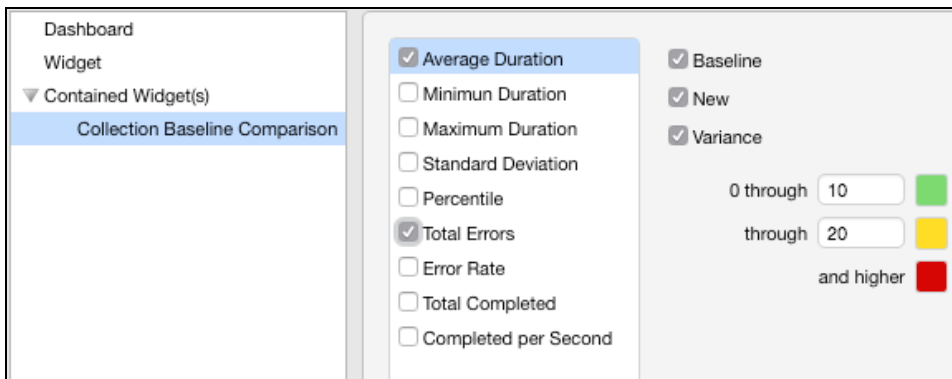 Dashboard
Widget
Contained Widget(s)
Collection Baseline Comparison
Average Duration
Minimun Duration
Maximum Duration
Standard Deviation
Percentile
Total Errors
Error Rate
Total Completed
Completed per Second
Baseline
New
Variance
0 through 10
through 20
and higher